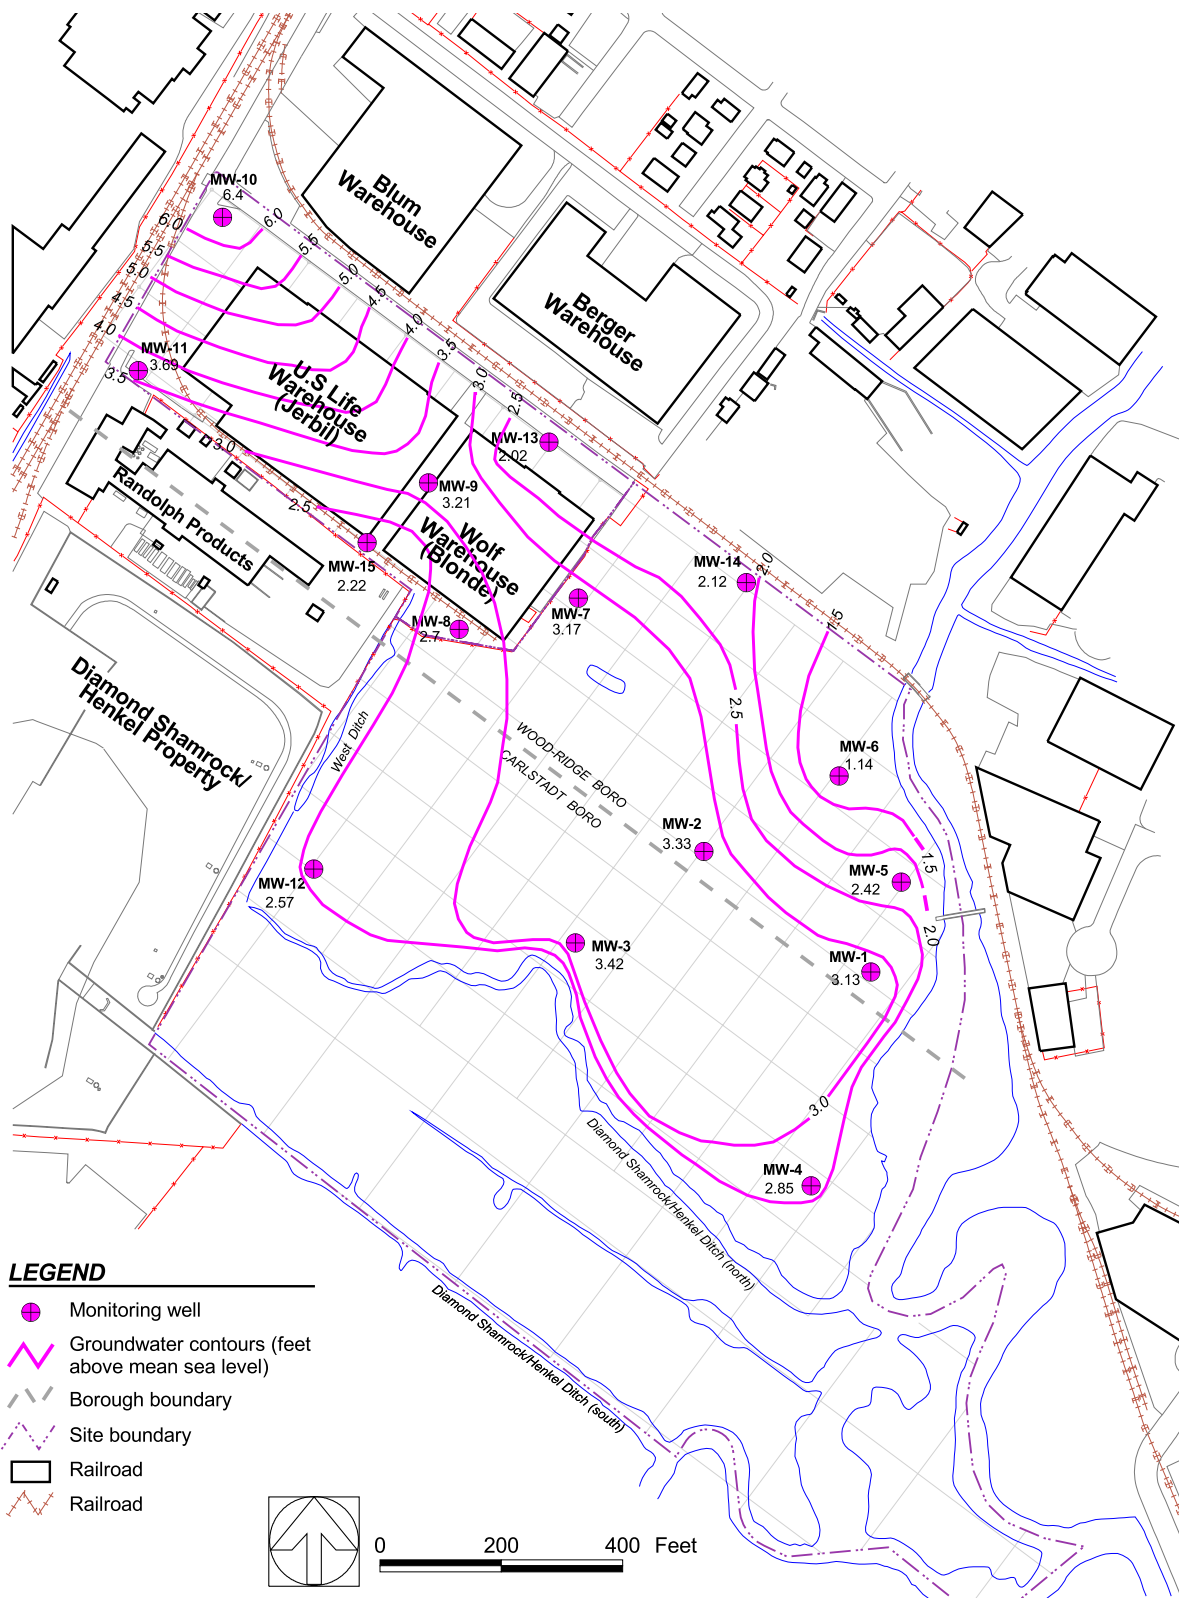 MW-10
6.4
6.0
6.0
5.5
5.5
5.0
5.0
4.5
4.5
4.0
4.0
3.5
3.5
3.0
3.0
2.5
2.5
Blum
Warehouse
Berger
Warehouse
MW-11
3.69
U.S Life
Warehouse
(Jerbil)
MW-13
2.02
MW-9
3.21
Randolph Products
Wolf
Warehouse
(Blonde)
MW-15
2.22
MW-14
2.12
2.0
1.5
MW-7
3.17
MW-8
2.7
Diamond Shamrock/
Henkel Property
West Ditch
2.5
WOOD-RIDGE BORO
CARLSTADT BORO
MW-6
1.14
MW-2
3.33
MW-5
2.42
1.5
2.0
MW-12
2.57
MW-3
3.42
MW-1
3.13
3.0
MW-4
2.85
Diamond Shamrock/Henkel Ditch (north)
Diamond Shamrock/Henkel Ditch (south)
LEGEND
Monitoring well
Groundwater contours (feet
above mean sea level)
Borough boundary
Site boundary
Railroad
Railroad
0 200 400 Feet